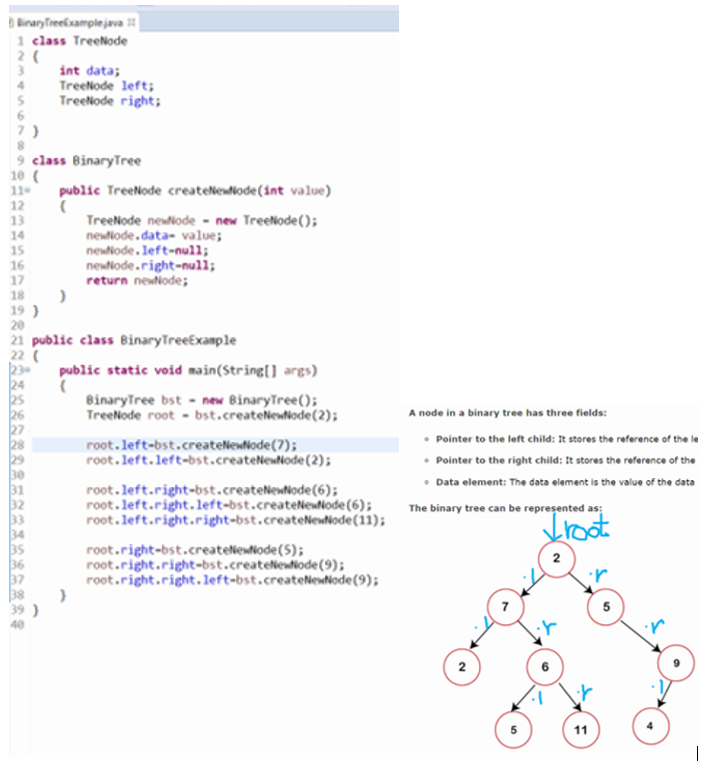 BinaryTreeExample.java
1 class TreeNode
2 {
3 int data;
4 TreeNode left;
5 TreeNode right;
6
7 }
8
9 class BinaryTree
10 {
11 public TreeNode createNewNode(int value)
12 {
13 TreeNode newNode = new TreeNode();
14 newNode.data= value;
15 newNode.left=null;
16 newNode.right=null;
17 return newNode;
18 }
19 }
20
21 public class BinaryTreeExample
22 {
23 public static void main(String[] args)
24 {
25 BinaryTree bst = new BinaryTree();
26 TreeNode root = bst.createNewNode(2);
27
28 root.left=bst.createNewNode(7);
29 root.left.left=bst.createNewNode(2);
30
31 root.left.right=bst.createNewNode(6);
32 root.left.right.left=bst.createNewNode(6);
33 root.left.right.right=bst.createNewNode(11);
34
35 root.right=bst.createNewNode(5);
36 root.right.right=bst.createNewNode(9);
37 root.right.right.left=bst.createNewNode(9);
38 }
39 }
40
A node in a binary tree has three fields:
Pointer to the left child: It stores the reference of the le
Pointer to the right child: It stores the reference of the
Data element: The data element is the value of the data
The binary tree can be represented as:
root
2
.l .r
7 5
.l .r .r
2 6 9
.l .r .l
5 11 4